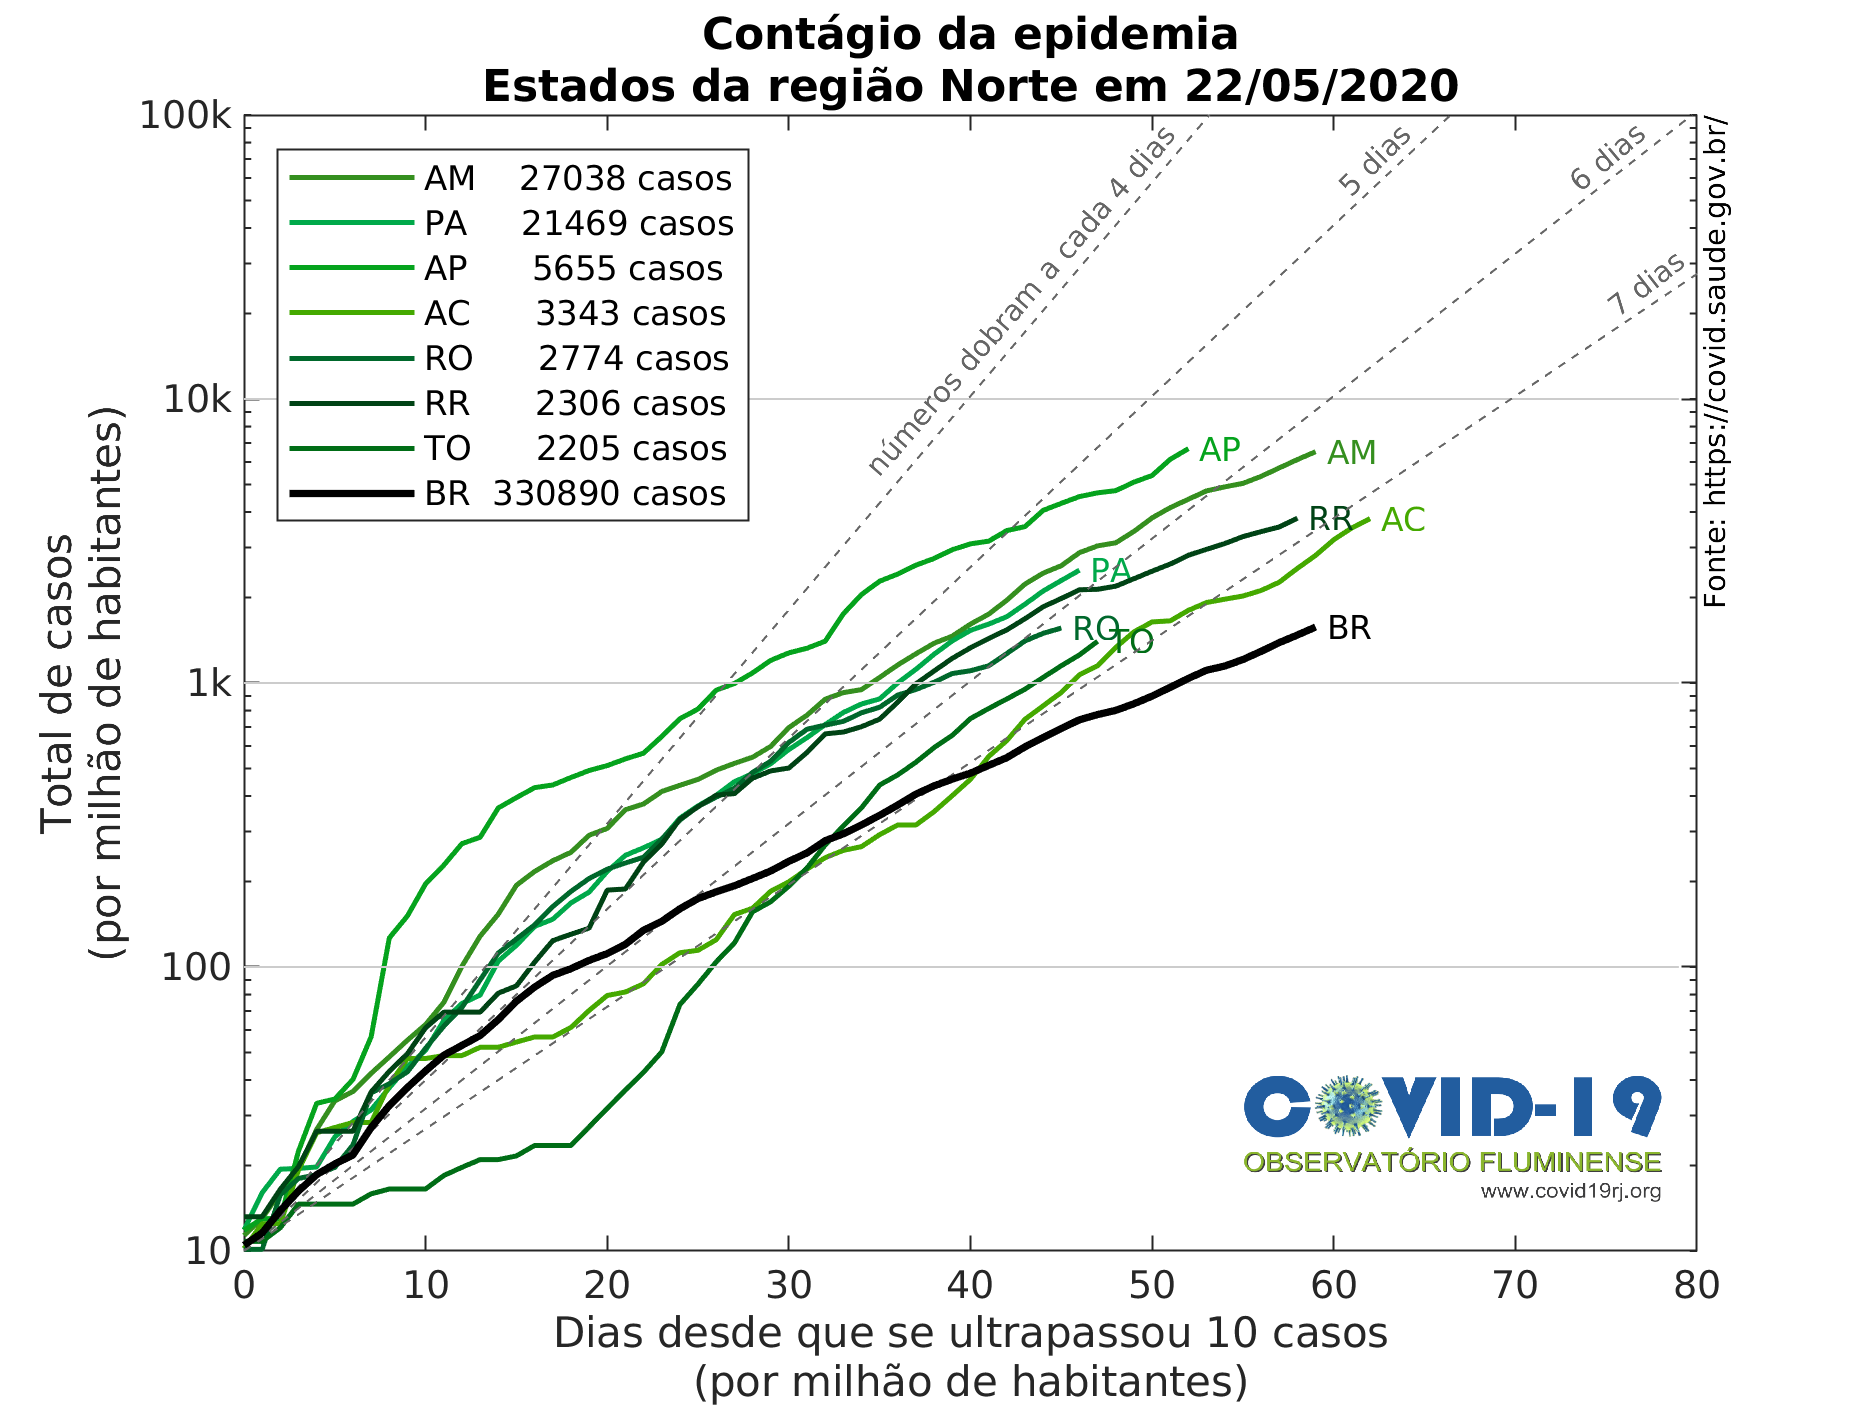 Contágio da epidemia
Estados da região Norte em 22/05/2020
100k
10k
1k
100
10
Total de casos
(por milhão de habitantes)
AM 27038 casos
PA 21469 casos
AP 5655 casos
AC 3343 casos
RO 2774 casos
RR 2306 casos
TO 2205 casos
BR 330890 casos
números dobram a cada 4 dias
5 dias
6 dias
7 dias
AP
AM
RR
AC
PA
RO
TO
BR
Fonte: https://covid.saude.gov.br/
COVID-19
OBSERVATÓRIO FLUMINENSE
www.covid19rj.org
0 10 20 30 40 50 60 70 80
Dias desde que se ultrapassou 10 casos
(por milhão de habitantes)